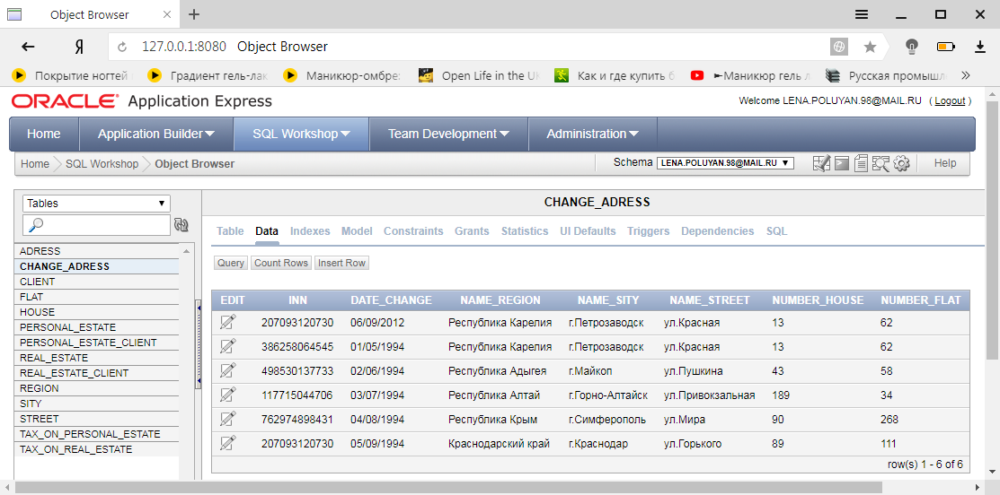 Object Browser
Я 127.0.0.1:8080 Object Browser
Покрытие ногтей Градиент гель-лак Маникюр-омбре: Open Life in the UK Как и где купить б ►Маникюр гель л Русская промышл
ORACLE Application Express
Welcome LENA.POLUYAN.98@MAIL.RU ( Logout )
Home Application Builder SQL Workshop Team Development Administration
Home SQL Workshop Object Browser Schema LENA.POLUYAN.98@MAIL.RU Help
Tables
CHANGE_ADRESS
Table Data Indexes Model Constraints Grants Statistics UI Defaults Triggers Dependencies SQL
Query Count Rows Insert Row
ADRESS
CHANGE_ADRESS
CLIENT
FLAT
HOUSE
PERSONAL_ESTATE
PERSONAL_ESTATE_CLIENT
REAL_ESTATE
REAL_ESTATE_CLIENT
REGION
SITY
STREET
TAX_ON_PERSONAL_ESTATE
TAX_ON_REAL_ESTATE
EDIT INN DATE_CHANGE NAME_REGION NAME_SITY NAME_STREET NUMBER_HOUSE NUMBER_FLAT
207093120730 06/09/2012 Республика Карелия г.Петрозаводск ул.Красная 13 62
386258064545 01/05/1994 Республика Карелия г.Петрозаводск ул.Красная 13 62
498530137733 02/06/1994 Республика Адыгея г.Майкоп ул.Пушкина 43 58
117715044706 03/07/1994 Республика Алтай г.Горно-Алтайск ул.Привокзальная 189 34
762974898431 04/08/1994 Республика Крым г.Симферополь ул.Мира 90 268
207093120730 05/09/1994 Краснодарский край г.Краснодар ул.Горького 89 111
row(s) 1 - 6 of 6